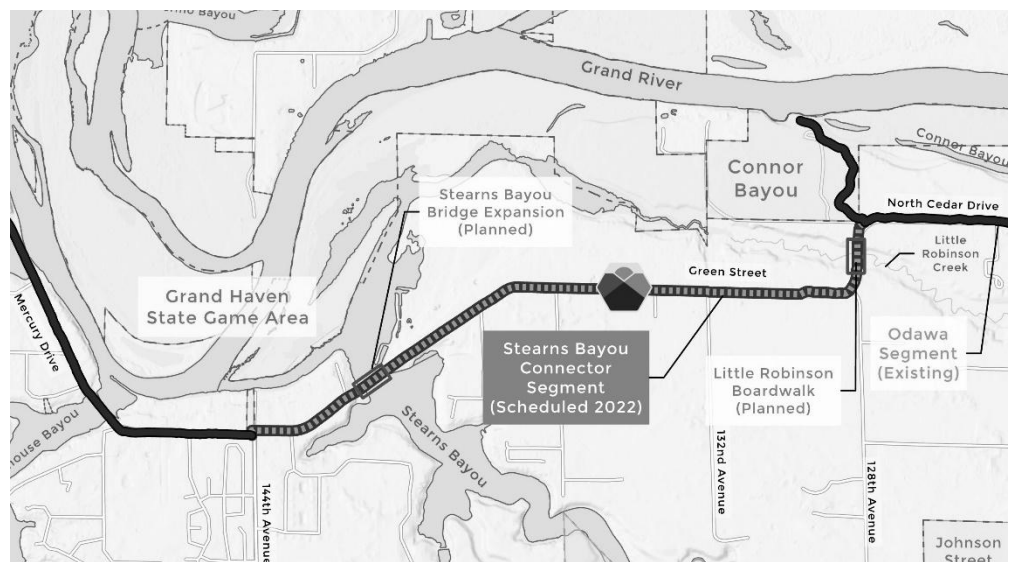 Grand River
Connor Bayou
Connor
Bayou
North Cedar Drive
Stearns Bayou
Bridge Expansion
(Planned)
Little
Robinson
Creek
Green Street
Grand Haven
State Game Area
Mercury Drive
Stearns Bayou
Connector
Segment
(Scheduled 2022)
Odawa
Segment
(Existing)
Little Robinson
Boardwalk
(Planned)
Stearns Bayou
house Bayou
144th Avenue
132nd Avenue
128th Avenue
Johnson
Street